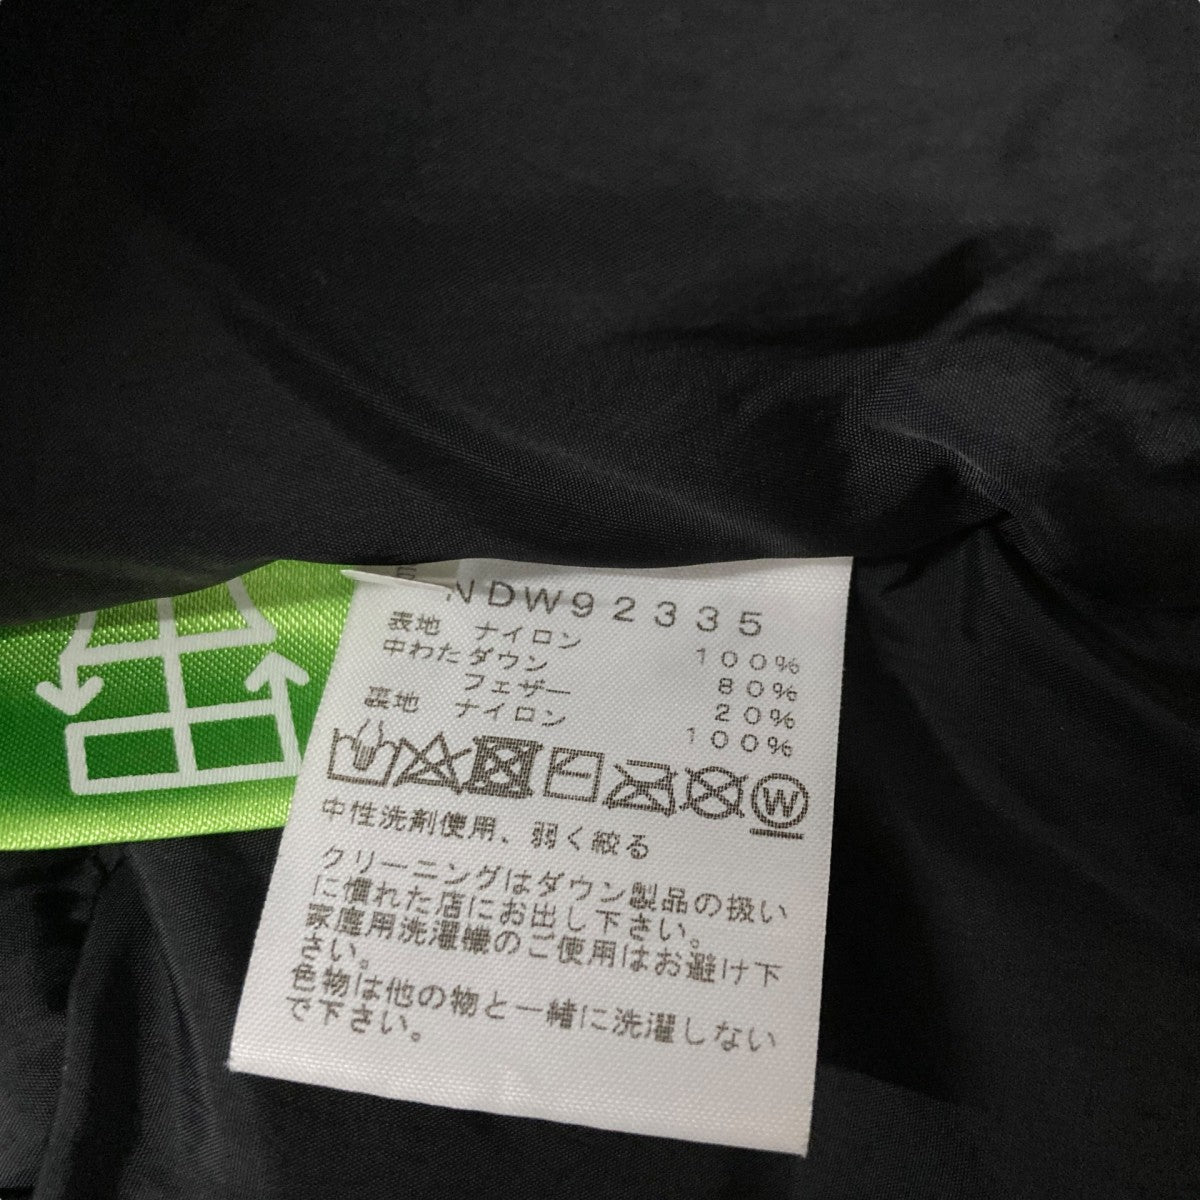 NDW92335
表地 ナイロン 100%
中わた ダウン 80%
フェザー 20%
裏地 ナイロン 100%
W
中性洗剤使用、弱く絞る
クリーニングはダウン製品の扱い
に慣れた店にお出し下さい。
家庭用洗濯機のご使用はお避け下
さい。
色物は他の物と一緒に洗濯しない
で下さい。